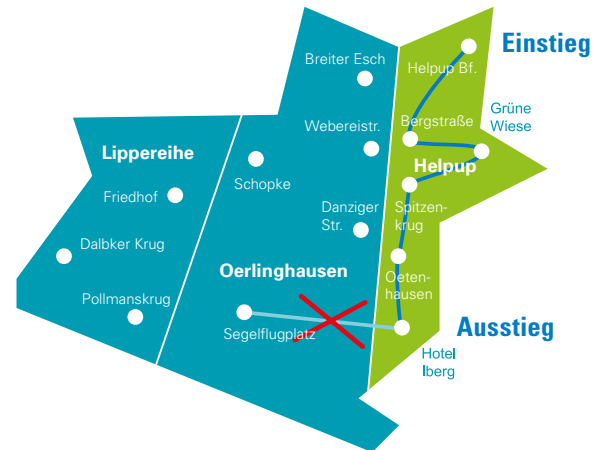 Einstieg
Breiter Esch
Helpup Bf.
Grüne
Wiese
Bergstraße
Webereistr.
Lippereihe
Helpup
Schopke
Friedhof
Spitzen-
krug
Danziger
Str.
Dalbker Krug
Oerlinghausen
Oeten-
hausen
Pollmanskrug
Segelflugplatz
Ausstieg
Hotel
Iberg